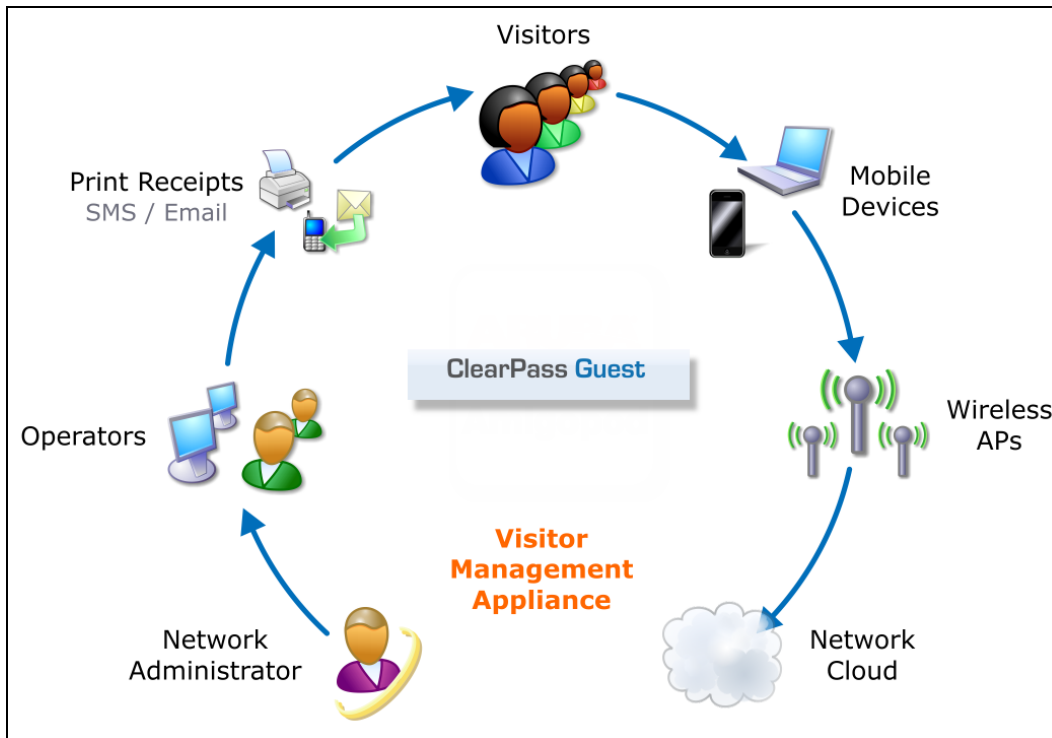 Visitors
Print Receipts
SMS / Email
Mobile
Devices
ClearPass Guest
Operators
Wireless
APs
Visitor
Management
Appliance
Network
Administrator
Network
Cloud